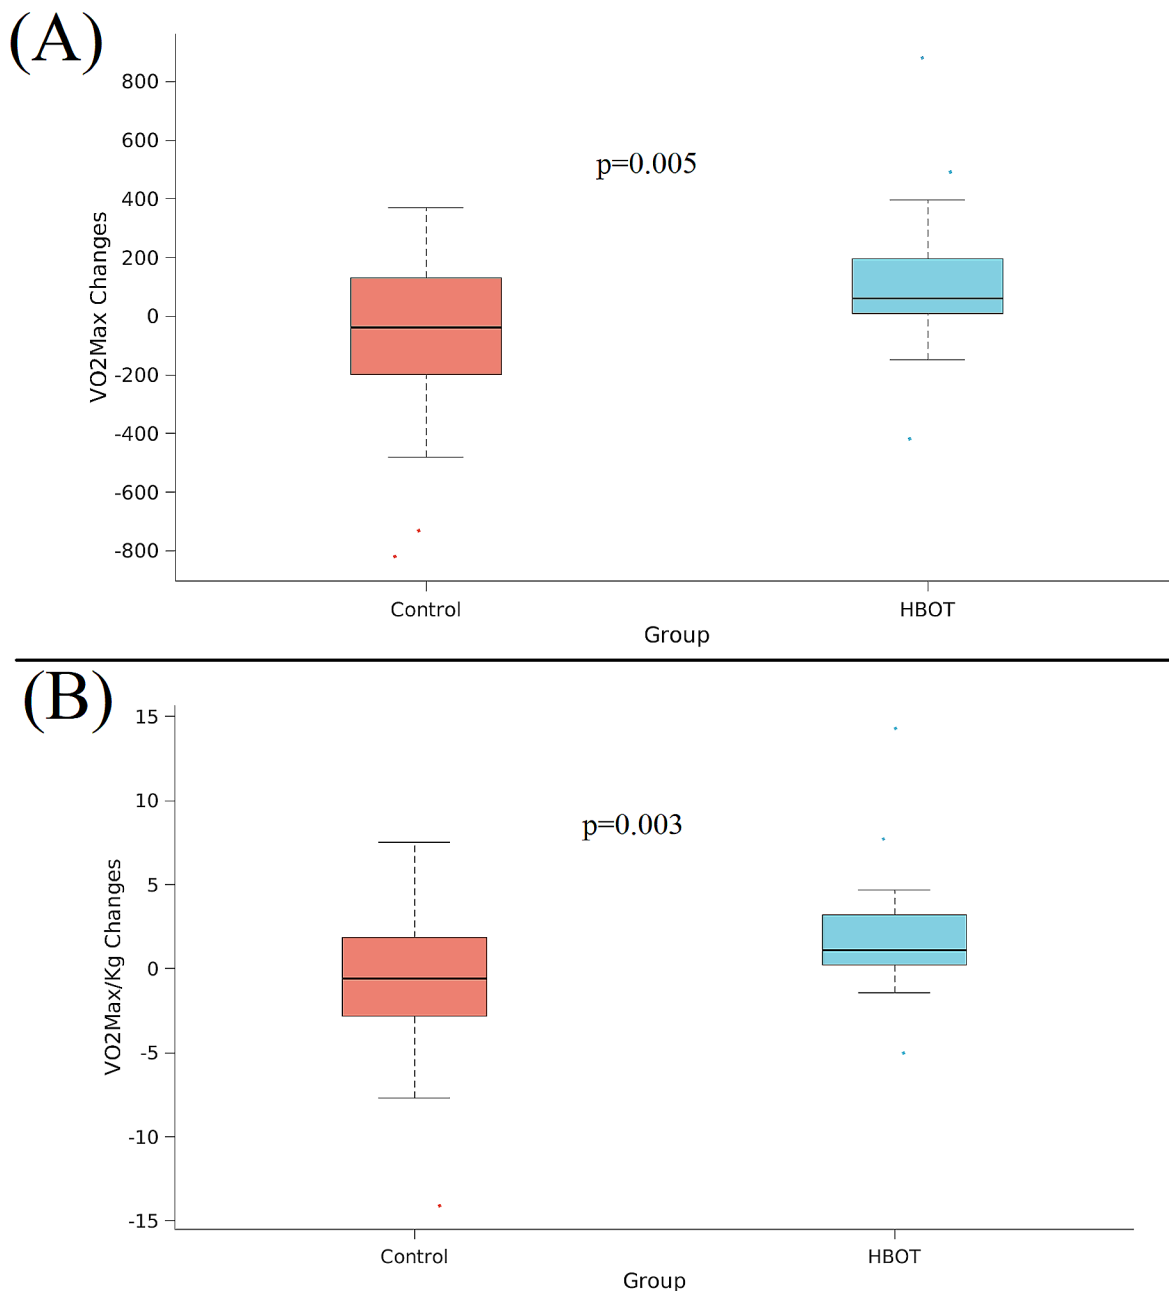 (A)
800
600
400
200
0
-200
-400
-600
-800
VO2Max Changes
p=0.005
Control
HBOT
Group
(B)
15
10
5
0
-5
-10
-15
VO2Max/Kg Changes
p=0.003
Control
HBOT
Group